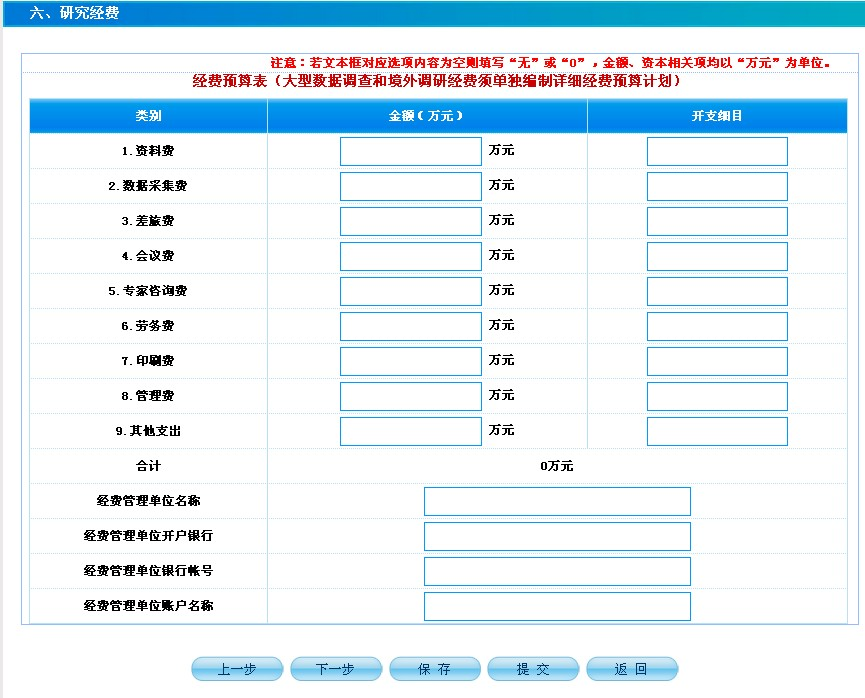 六、研究经费
注意：若文本框对应选项内容为空则填写“无”或“0”，金额、资本相关项均以“万元”为单位。
经费预算表（大型数据调查和境外调研经费须单独编制详细经费预算计划）
类别 金额（万元） 开支细目
1.资料费 万元
2.数据采集费 万元
3.差旅费 万元
4.会议费 万元
5.专家咨询费 万元
6.劳务费 万元
7.印刷费 万元
8.管理费 万元
9.其他支出 万元
合计 0万元
经费管理单位名称
经费管理单位开户银行
经费管理单位银行帐号
经费管理单位账户名称
上一步 下一步 保 存 提 交 返 回